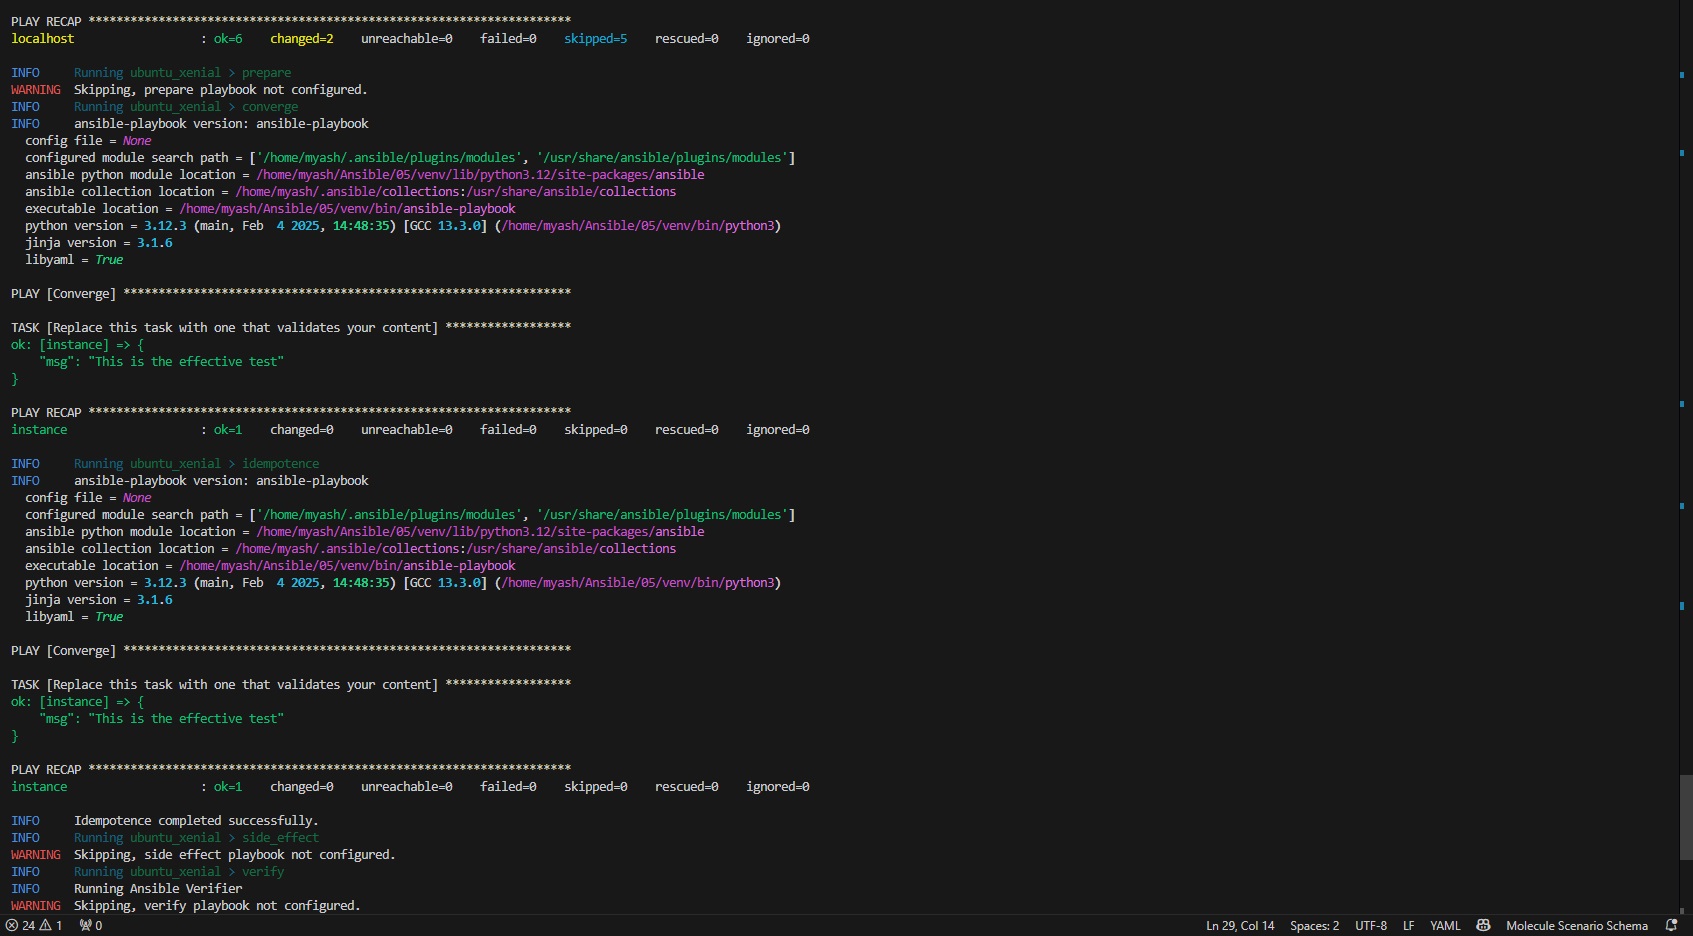 PLAY RECAP *********************************************************************
localhost                  : ok=6    changed=2    unreachable=0    failed=0    skipped=5    rescued=0    ignored=0
INFO     Running ubuntu_xenial > prepare
WARNING  Skipping, prepare playbook not configured.
INFO     Running ubuntu_xenial > converge
INFO     ansible-playbook version: ansible-playbook
  config file = None
  configured module search path = ['/home/myash/.ansible/plugins/modules', '/usr/share/ansible/plugins/modules']
  ansible python module location = /home/myash/Ansible/05/venv/lib/python3.12/site-packages/ansible
  ansible collection location = /home/myash/.ansible/collections:/usr/share/ansible/collections
  executable location = /home/myash/Ansible/05/venv/bin/ansible-playbook
  python version = 3.12.3 (main, Feb  4 2025, 14:48:35) [GCC 13.3.0] (/home/myash/Ansible/05/venv/bin/python3)
  jinja version = 3.1.6
  libyaml = True
PLAY [Converge] ****************************************************************
TASK [Replace this task with one that validates your content] ******************
ok: [instance] => {
    "msg": "This is the effective test"
}
PLAY RECAP *********************************************************************
instance                   : ok=1    changed=0    unreachable=0    failed=0    skipped=0    rescued=0    ignored=0
INFO     Running ubuntu_xenial > idempotence
INFO     ansible-playbook version: ansible-playbook
  config file = None
  configured module search path = ['/home/myash/.ansible/plugins/modules', '/usr/share/ansible/plugins/modules']
  ansible python module location = /home/myash/Ansible/05/venv/lib/python3.12/site-packages/ansible
  ansible collection location = /home/myash/.ansible/collections:/usr/share/ansible/collections
  executable location = /home/myash/Ansible/05/venv/bin/ansible-playbook
  python version = 3.12.3 (main, Feb  4 2025, 14:48:35) [GCC 13.3.0] (/home/myash/Ansible/05/venv/bin/python3)
  jinja version = 3.1.6
  libyaml = True
PLAY [Converge] ****************************************************************
TASK [Replace this task with one that validates your content] ******************
ok: [instance] => {
    "msg": "This is the effective test"
}
PLAY RECAP *********************************************************************
instance                   : ok=1    changed=0    unreachable=0    failed=0    skipped=0    rescued=0    ignored=0
INFO     Idempotence completed successfully.
INFO     Running ubuntu_xenial > side_effect
WARNING  Skipping, side effect playbook not configured.
INFO     Running ubuntu_xenial > verify
INFO     Running Ansible Verifier
WARNING  Skipping, verify playbook not configured.
24 1 0 Ln 29, Col 14 Spaces: 2 UTF-8 LF YAML Molecule Scenario Schema